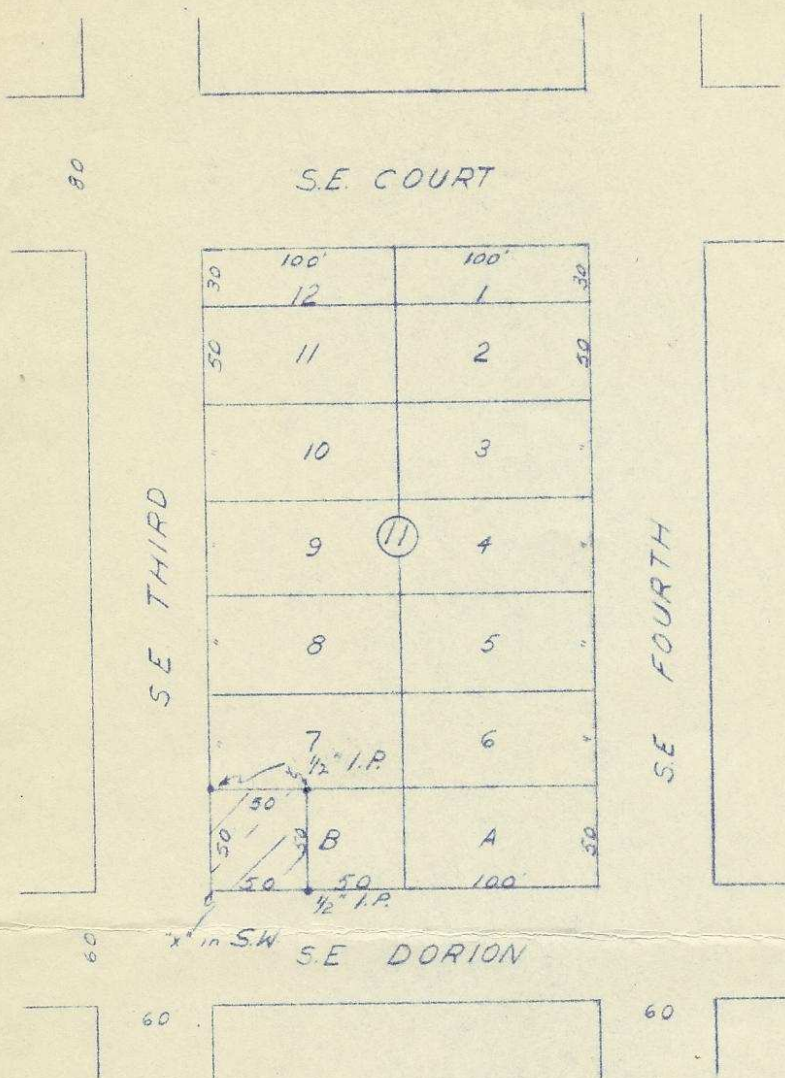 80
S.E. COURT
100' 100'
30 30
12 1
50 50
11 2
10 3
" "
9 (11) 4
" "
8 5
" "
7 6
" "
1/2" I.P.
50
50 50 50
B A
50 50 100'
1/2" I.P.
"x" in S.W
S.E THIRD
S.E FOURTH
60
S.E DORION
60 60